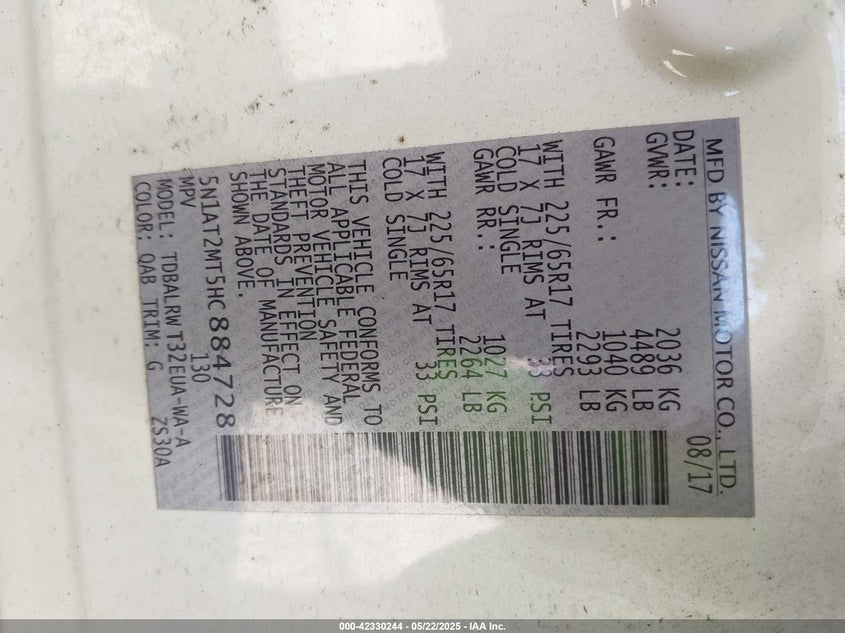 MFD BY NISSAN MOTOR CO., LTD.
DATE: 08/17
GVWR: 2036 KG
4489 LB
GAWR FR.: 1040 KG
2293 LB
WITH 225/65R17 TIRES
17 X 7J RIMS AT 33 PSI
COLD SINGLE
GAWR RR.: 1027 KG
2264 LB
WITH 225/65R17 TIRES
17 X 7J RIMS AT 33 PSI
COLD SINGLE
THIS VEHICLE CONFORMS TO
ALL APPLICABLE FEDERAL
MOTOR VEHICLE SAFETY AND
THEFT PREVENTION
STANDARDS IN EFFECT ON
THE DATE OF MANUFACTURE
SHOWN ABOVE.
5N1AT2MT5HC884728
MPV 130
MODEL: TDBALRWT32EUA-WA-A
COLOR: QAB TRIM: G ZS30A
000-42330244 - 05/22/2025 - IAA Inc.